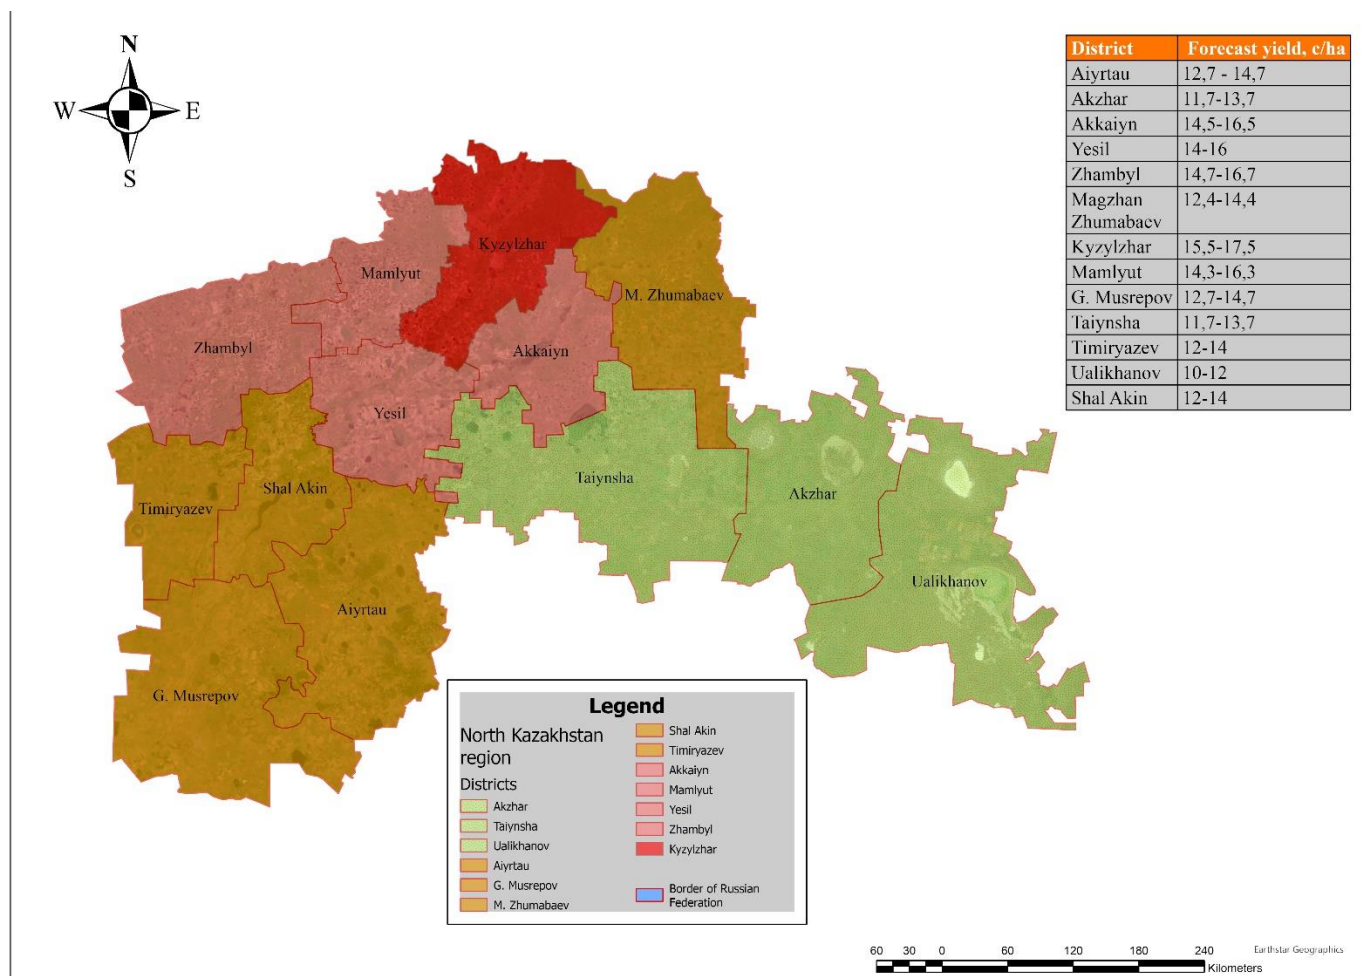 N
W E
S
District Forecast yield, c/ha
Aiyrtau 12,7 - 14,7
Akzhar 11,7-13,7
Akkaiyn 14,5-16,5
Yesil 14-16
Zhambyl 14,7-16,7
Magzhan 12,4-14,4
Zhumabaev
Kyzylzhar 15,5-17,5
Mamlyut 14,3-16,3
G. Musrepov 12,7-14,7
Taiynsha 11,7-13,7
Timiryazev 12-14
Ualikhanov 10-12
Shal Akin 12-14
Kyzylzhar
Mamlyut
M. Zhumabaev
Zhambyl
Akkaiyn
Yesil
Taiynsha
Shal Akin
Akzhar
Timiryazev
Ualikhanov
Aiyrtau
G. Musrepov
Legend
North Kazakhstan
region
Districts
Akzhar
Taiynsha
Ualikhanov
Aiyrtau
G. Musrepov
M. Zhumabaev
Shal Akin
Timiryazev
Akkaiyn
Mamlyut
Yesil
Zhambyl
Kyzylzhar
Border of Russian
Federation
60 30 0 60 120 180 240
Kilometers
Earthstar Geographics